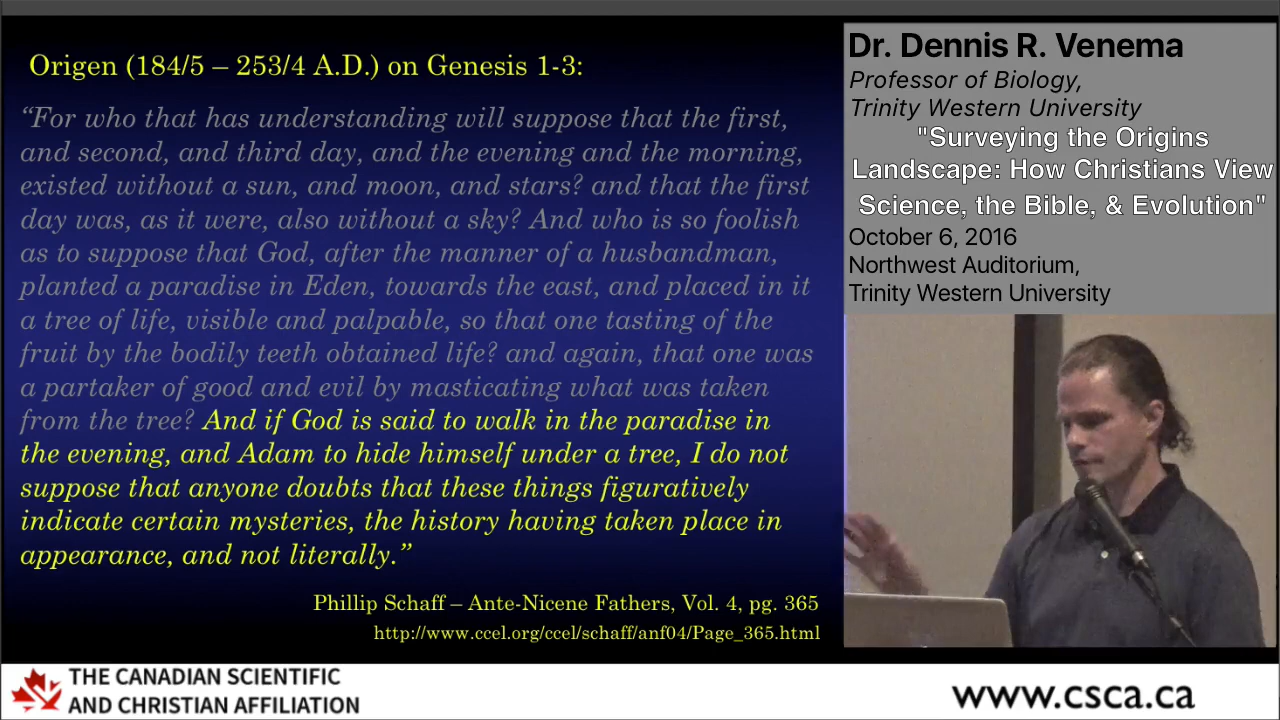 Origen (184/5 – 253/4 A.D.) on Genesis 1-3:
“For who that has understanding will suppose that the first,
and second, and third day, and the evening and the morning,
existed without a sun, and moon, and stars? and that the first
day was, as it were, also without a sky? And who is so foolish
as to suppose that God, after the manner of a husbandman,
planted a paradise in Eden, towards the east, and placed in it
a tree of life, visible and palpable, so that one tasting of the
fruit by the bodily teeth obtained life? and again, that one was
a partaker of good and evil by masticating what was taken
from the tree? And if God is said to walk in the paradise in
the evening, and Adam to hide himself under a tree, I do not
suppose that anyone doubts that these things figuratively
indicate certain mysteries, the history having taken place in
appearance, and not literally.”
Phillip Schaff – Ante-Nicene Fathers, Vol. 4, pg. 365
http://www.ccel.org/ccel/schaff/anf04/Page_365.html
Dr. Dennis R. Venema
Professor of Biology,
Trinity Western University
"Surveying the Origins
Landscape: How Christians View
Science, the Bible, & Evolution"
October 6, 2016
Northwest Auditorium,
Trinity Western University
THE CANADIAN SCIENTIFIC
AND CHRISTIAN AFFILIATION
www.csca.ca